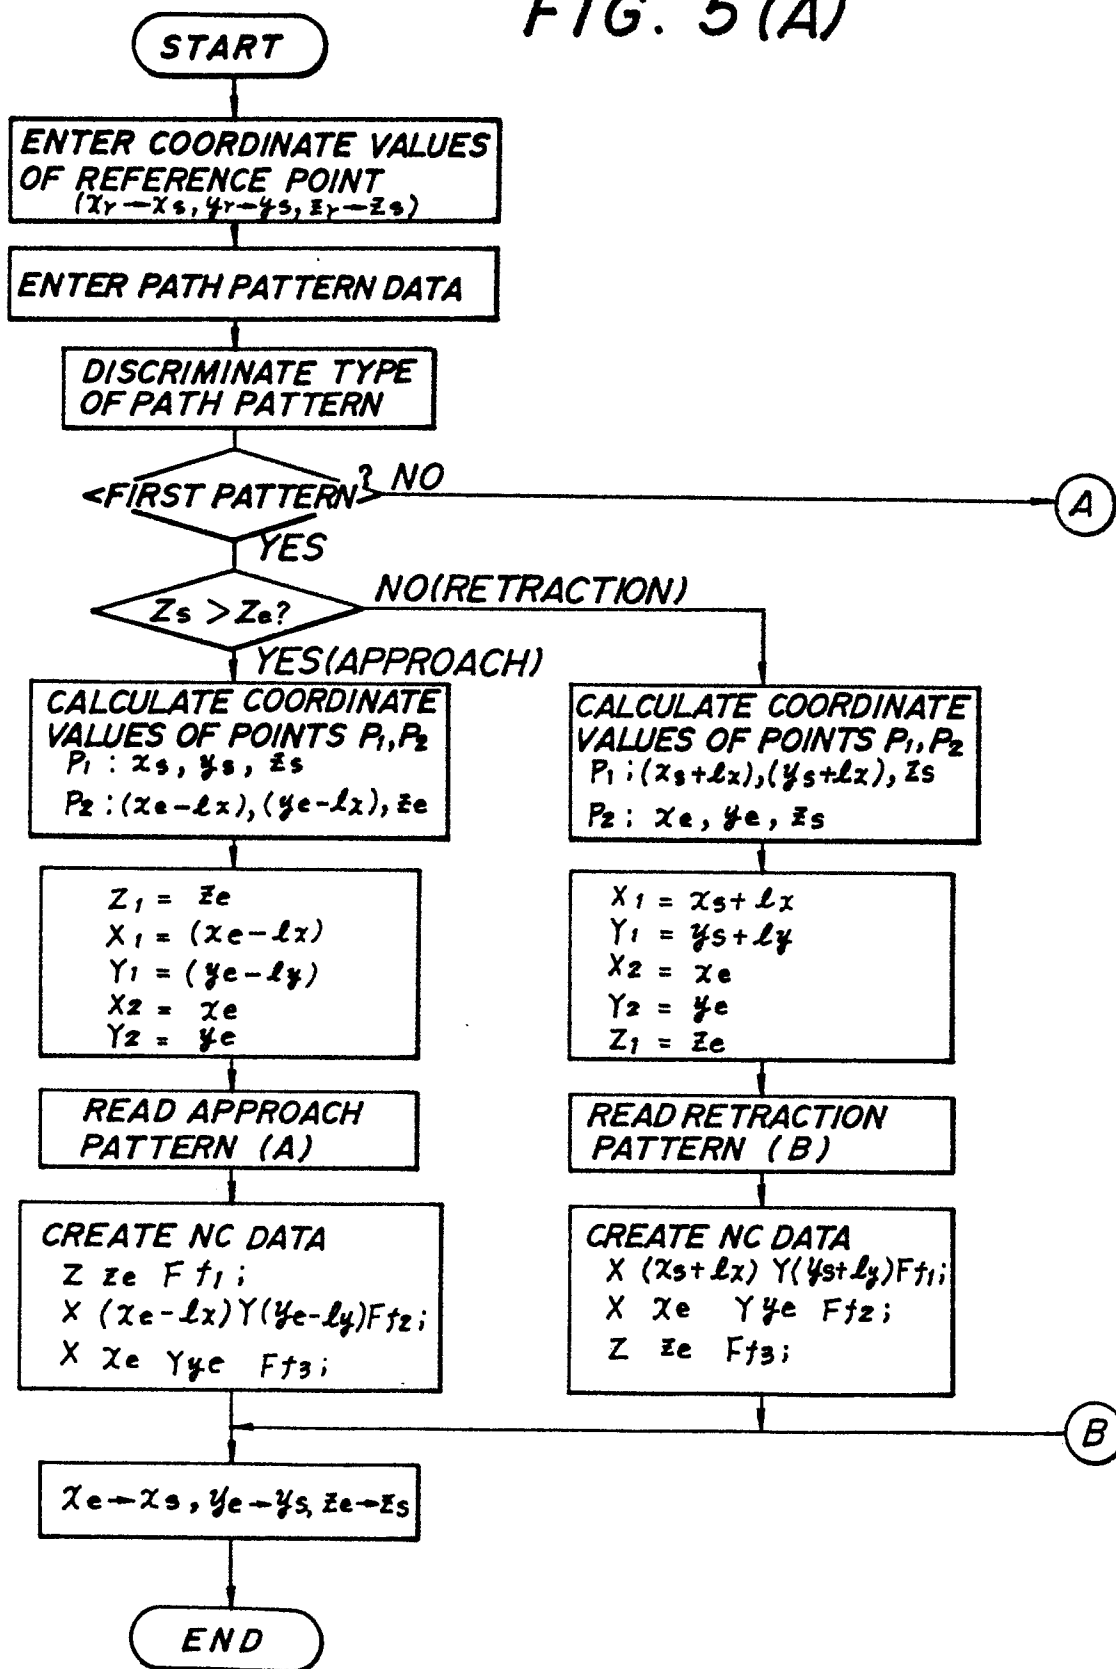 FIG. 5(A)
START
ENTER COORDINATE VALUES
OF REFERENCE POINT
(xr→xs, yr→ys, zr→zs)
ENTER PATH PATTERN DATA
DISCRIMINATE TYPE
OF PATH PATTERN
FIRST PATTERN?
NO
A
YES
Zs > Ze?
NO(RETRACTION)
YES(APPROACH)
CALCULATE COORDINATE
VALUES OF POINTS P1,P2
P1 : xs, ys, zs
P2 : (xe-lx), (ye-lx), ze
CALCULATE COORDINATE
VALUES OF POINTS P1,P2
P1 ; (xs+lx), (ys+lx), zs
P2 : xe, ye, zs
Z1 = ze
X1 = (xe-lx)
Y1 = (ye-ly)
X2 = xe
Y2 = ye
X1 = xs+lx
Y1 = ys+ly
X2 = xe
Y2 = ye
Z1 = ze
READ APPROACH
PATTERN (A)
READ RETRACTION
PATTERN (B)
CREATE NC DATA
Z ze F f1;
X (xe-lx) Y(ye-ly)Ff2;
X xe Yye Ff3;
CREATE NC DATA
X (xs+lx) Y(ys+ly)Ff1;
X xe Y ye Ff2;
Z ze Ff3;
B
xe→xs, ye→ys, ze→zs
END